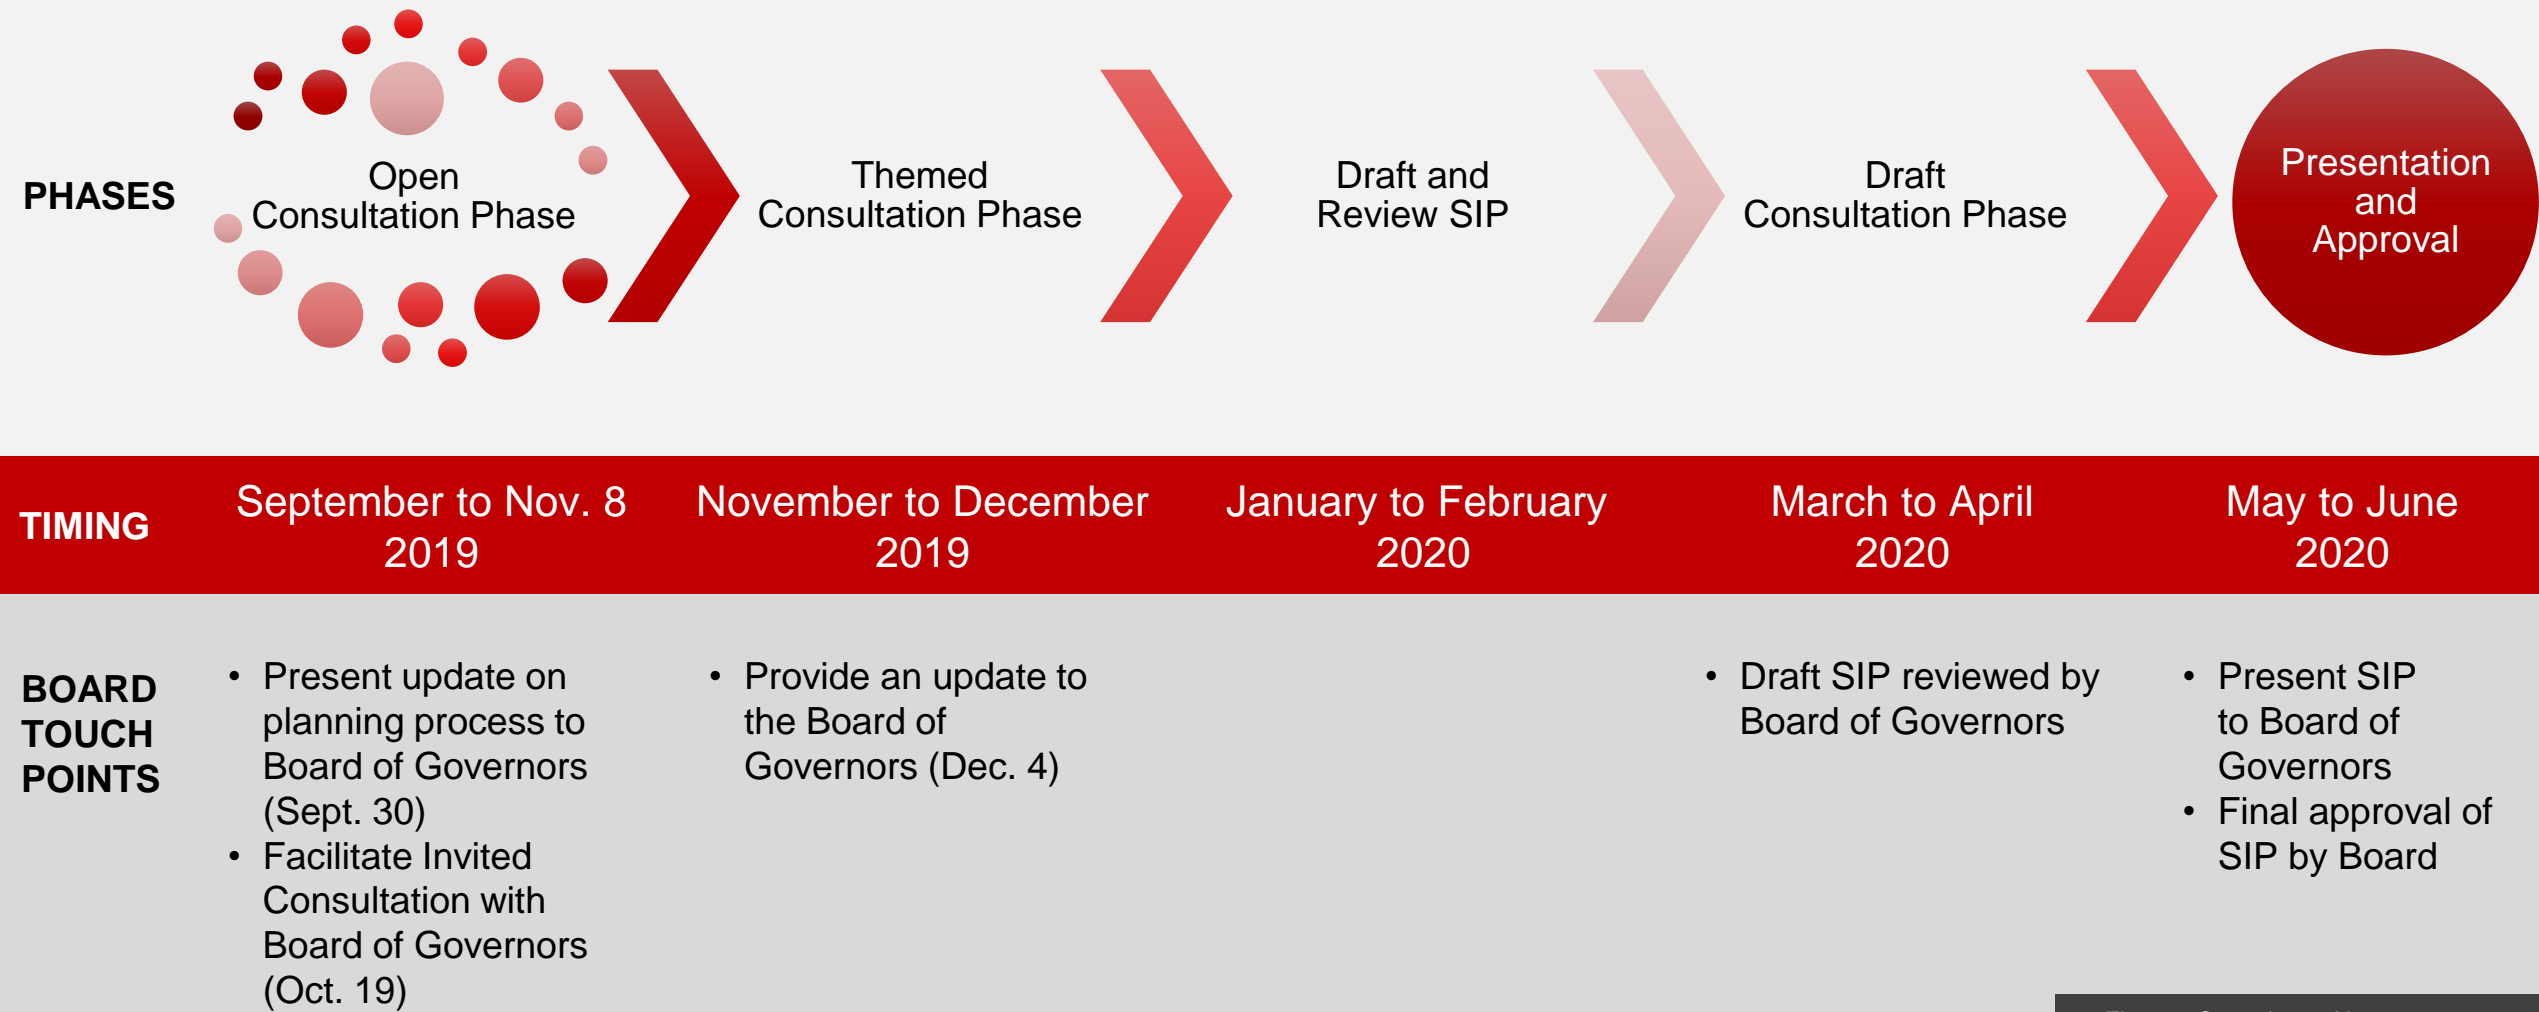 PHASES
Open
Consultation Phase
Themed
Consultation Phase
Draft and
Review SIP
Draft
Consultation Phase
Presentation
and
Approval
TIMING
September to Nov. 8
2019
November to December
2019
January to February
2020
March to April
2020
May to June
2020
BOARD
TOUCH
POINTS
• Present update on
planning process to
Board of Governors
(Sept. 30)
• Facilitate Invited
Consultation with
Board of Governors
(Oct. 19)
• Provide an update to
the Board of
Governors (Dec. 4)
• Draft SIP reviewed by
Board of Governors
• Present SIP
to Board of
Governors
• Final approval of
SIP by Board